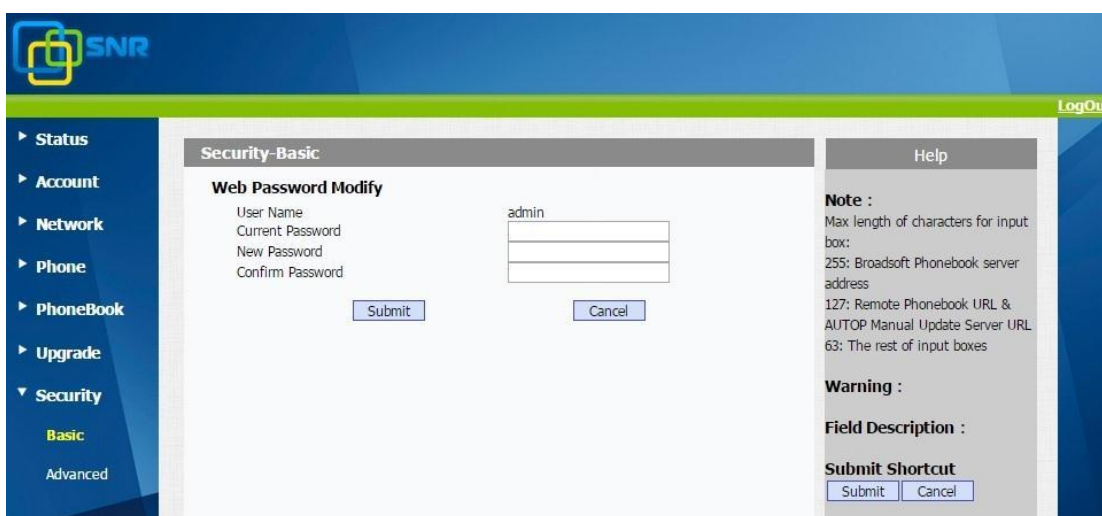 SNR
LogOu
Status
Account
Network
Phone
PhoneBook
Upgrade
Security
Basic
Advanced
Security-Basic
Web Password Modify
User Name admin
Current Password
New Password
Confirm Password
Submit Cancel
Help
Note :
Max length of characters for input
box:
255: Broadsoft Phonebook server
address
127: Remote Phonebook URL &
AUTOP Manual Update Server URL
63: The rest of input boxes
Warning :
Field Description :
Submit Shortcut
Submit Cancel